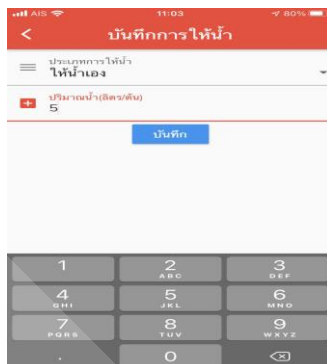 AIS 11:03 80%
< บันทึกการให้น้ำ
ประเภทการให้น้ำ
ให้น้ำเอง
ปริมาณน้ำ(ลิตร/ต้น)
5
บันทึก
1 2 3
ABC DEF
4 5 6
GHI JKL MNO
7 8 9
PQRS TUV WXYZ
. 0